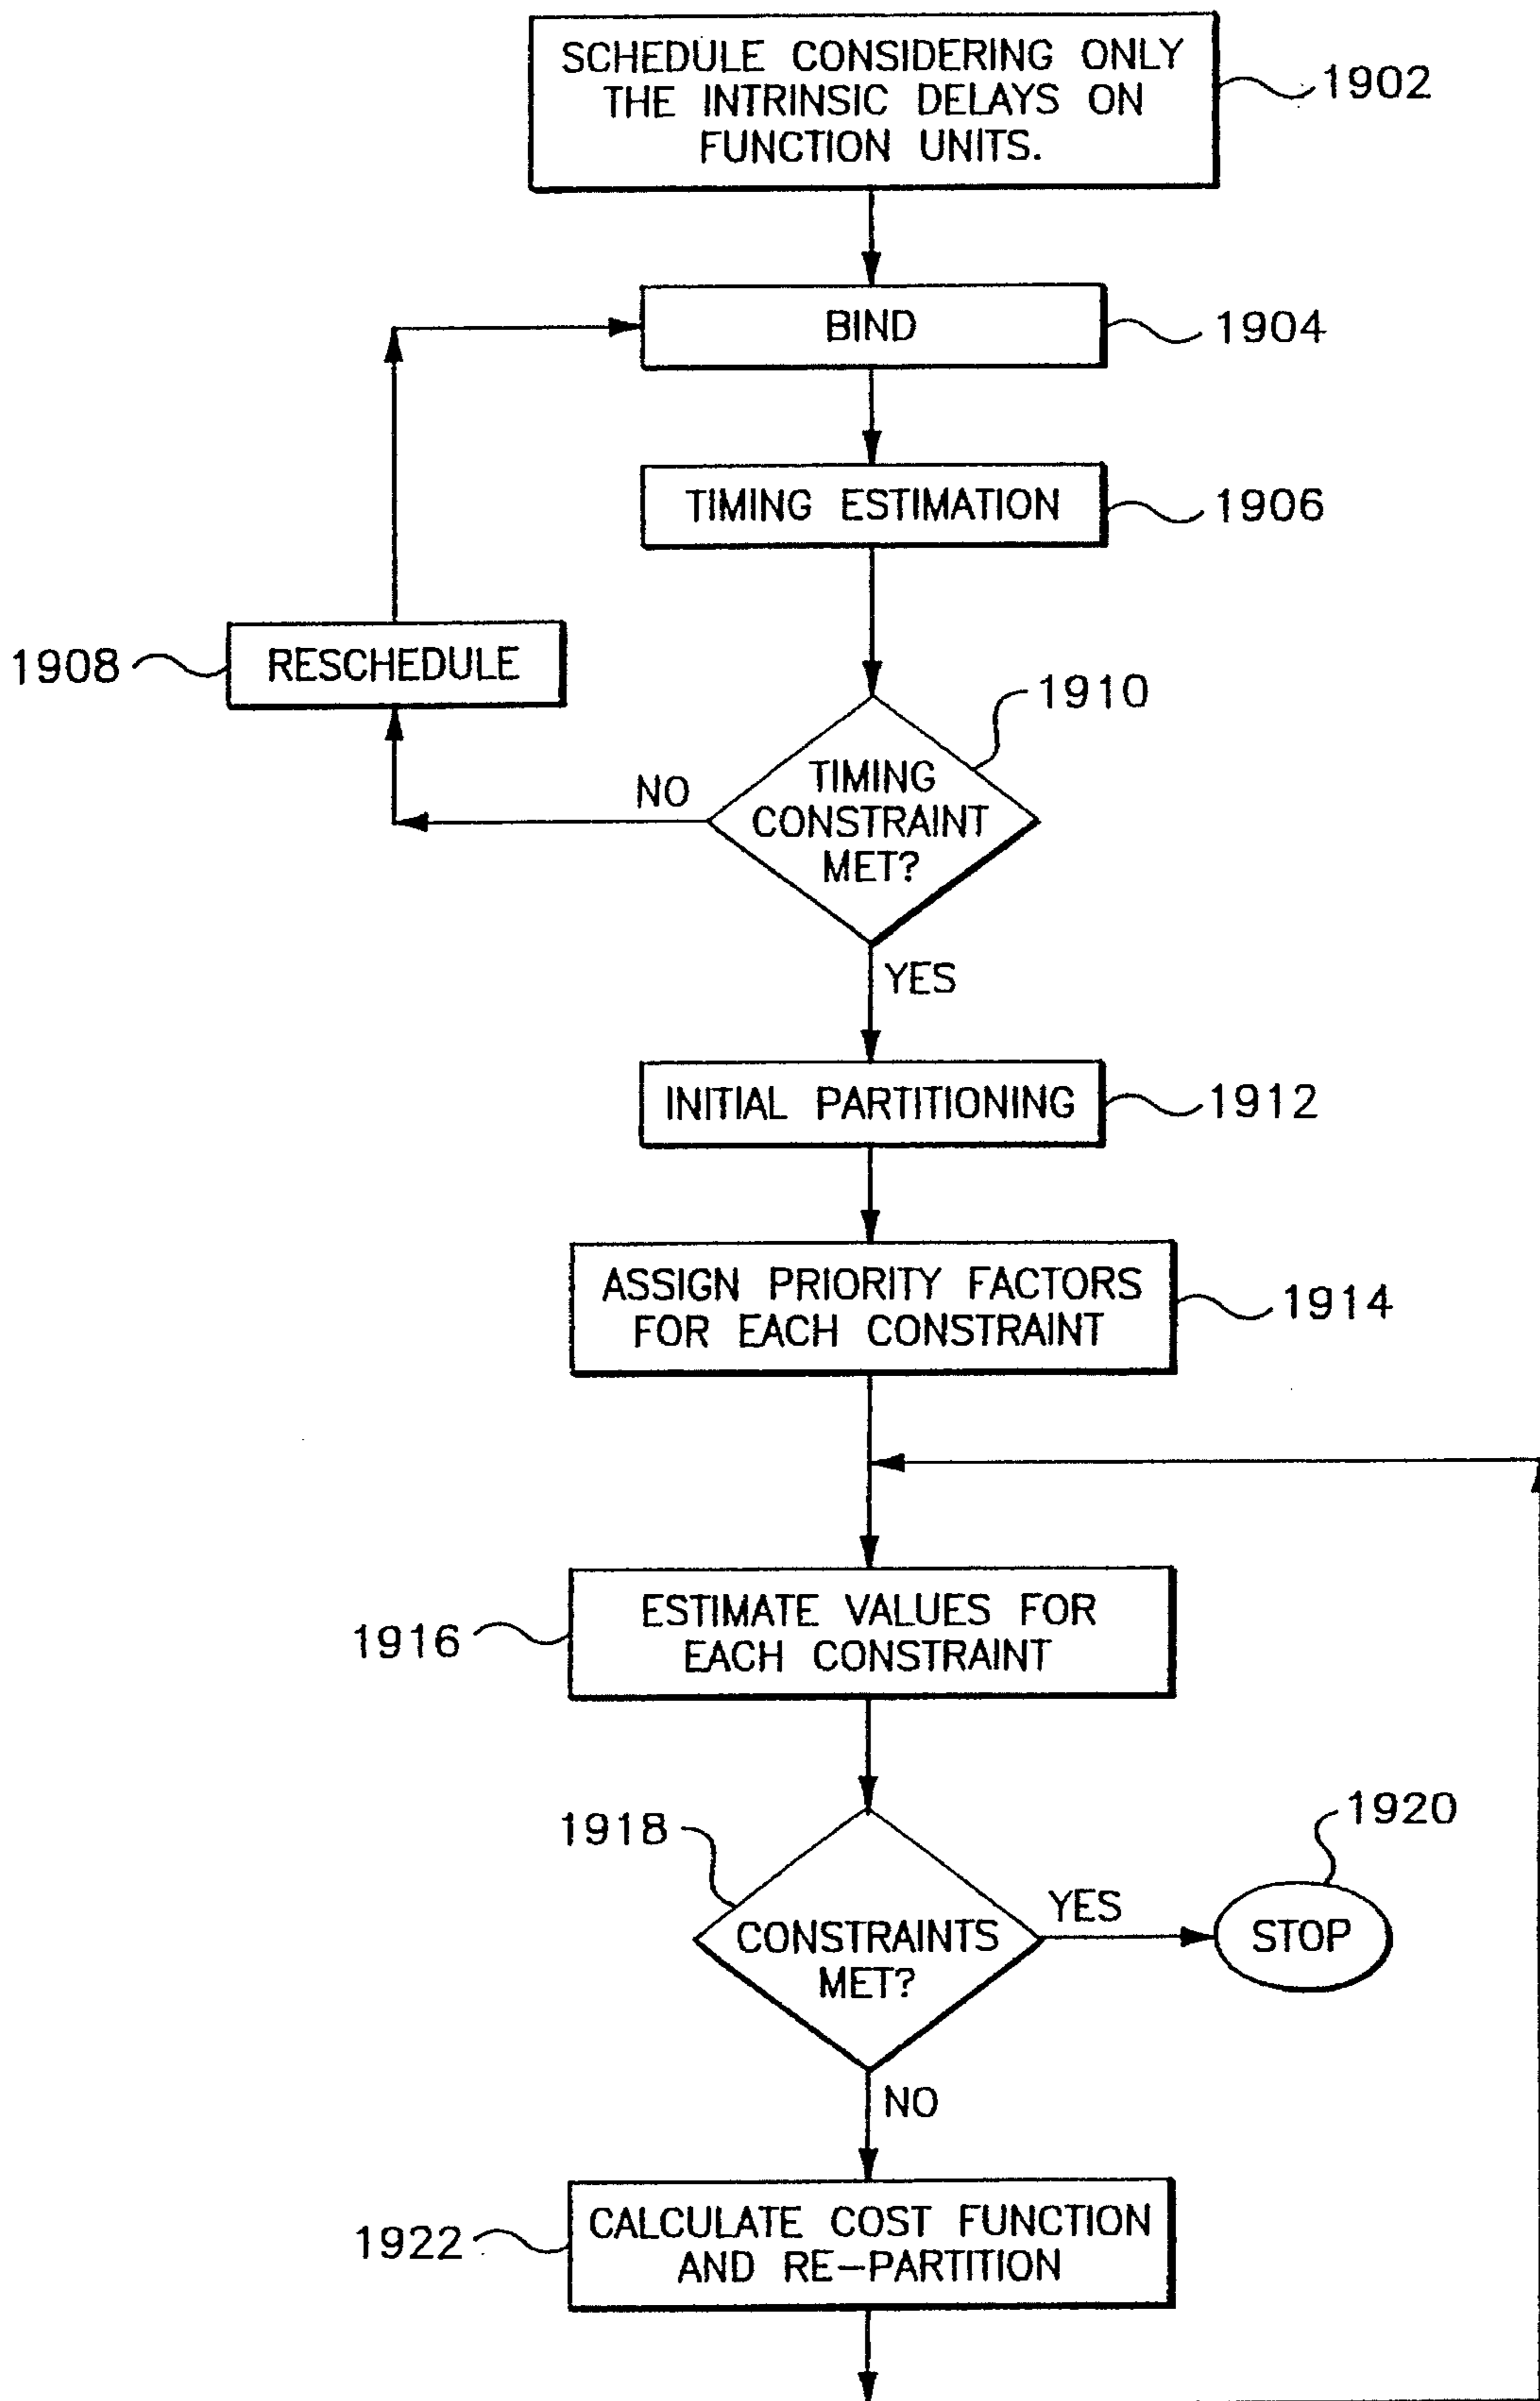 SCHEDULE CONSIDERING ONLY
THE INTRINSIC DELAYS ON
FUNCTION UNITS.
1902
BIND
1904
TIMING ESTIMATION
1906
1908
RESCHEDULE
1910
TIMING
CONSTRAINT
MET?
NO
YES
INITIAL PARTITIONING
1912
ASSIGN PRIORITY FACTORS
FOR EACH CONSTRAINT
1914
ESTIMATE VALUES FOR
EACH CONSTRAINT
1916
1918
CONSTRAINTS
MET?
YES
1920
STOP
NO
CALCULATE COST FUNCTION
AND RE-PARTITION
1922